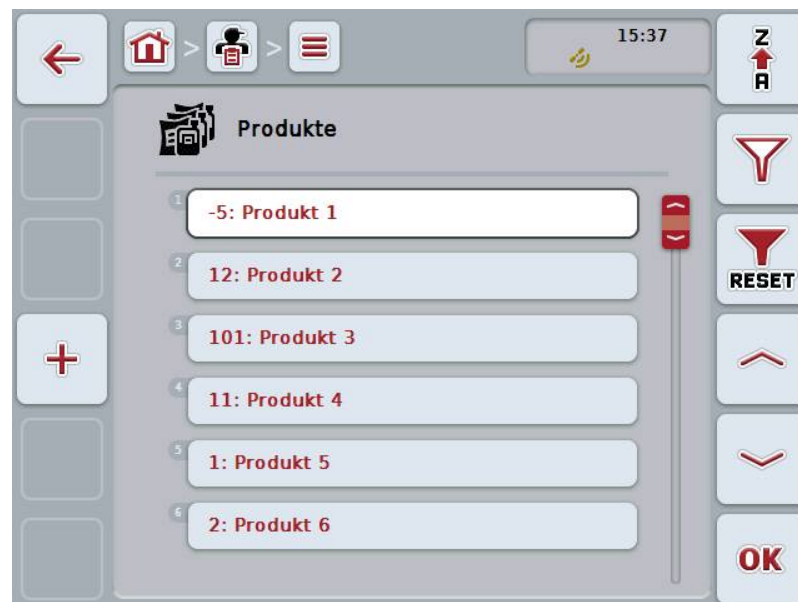 15:37
Z
A
Produkte
1
-5: Produkt 1
2
12: Produkt 2
RESET
3
101: Produkt 3
4
11: Produkt 4
5
1: Produkt 5
6
2: Produkt 6
OK